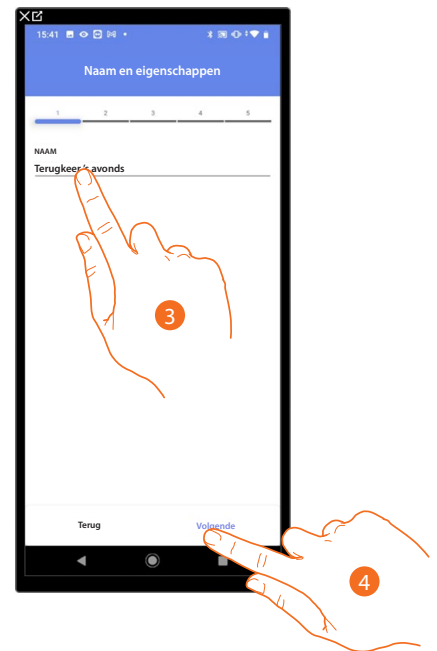 15:41
Naam en eigenschappen
1 2 3 4 5
NAAM
Terugkeer 's avonds
3
Terug Volgende
4